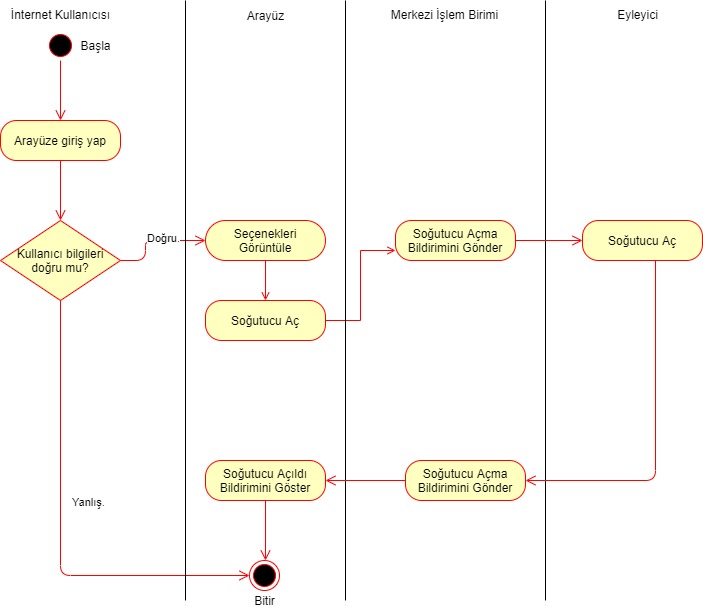 İnternet Kullanıcısı
Arayüz
Merkezi İşlem Birimi
Eyleyici
Başla
Arayüze giriş yap
Kullanıcı bilgileri
doğru mu?
Doğru.
Seçenekleri
Görüntüle
Soğutucu Açma
Bildirimini Gönder
Soğutucu Aç
Soğutucu Aç
Soğutucu Açıldı
Bildirimini Göster
Soğutucu Açma
Bildirimini Gönder
Yanlış.
Bitir